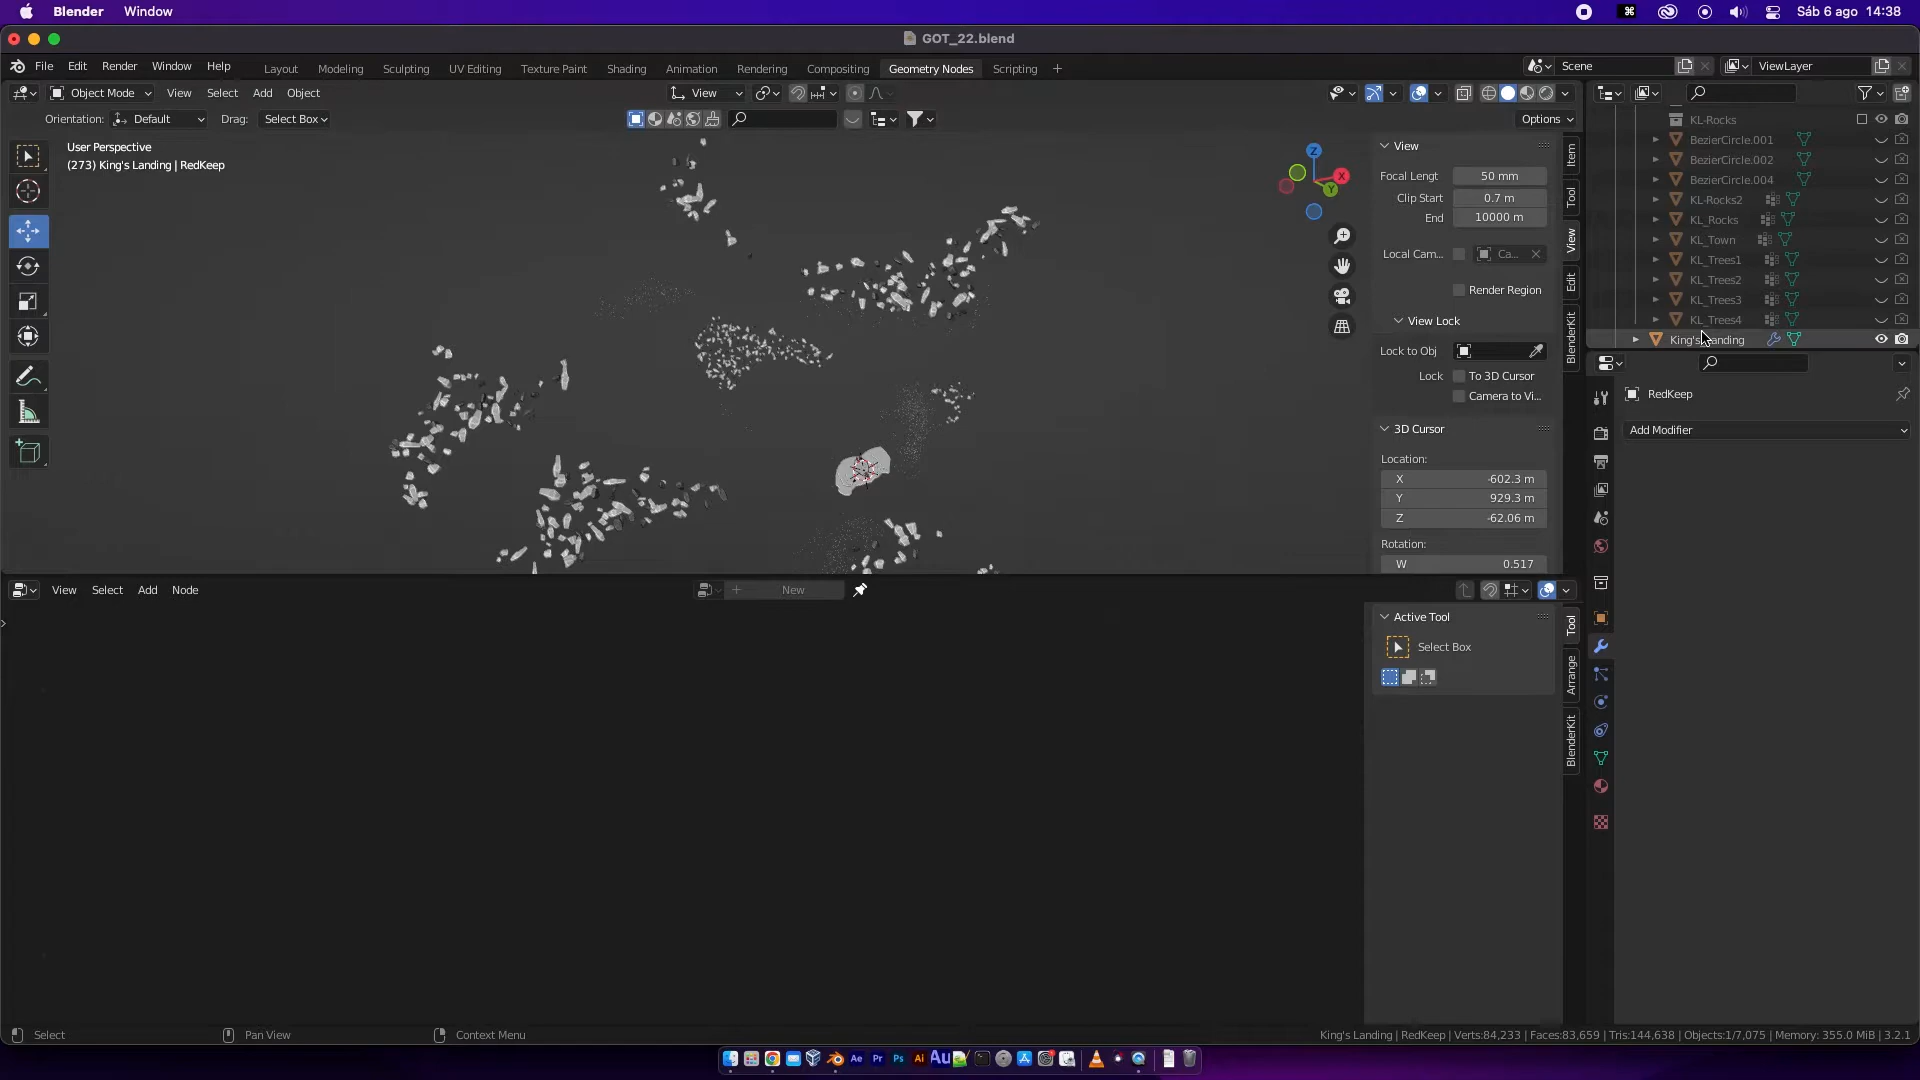 Blender Window Sáb 6 ago 14:38
GOT_22.blend
File Edit Render Window Help Layout Modeling Sculpting UV Editing Texture Paint Shading Animation Rendering Compositing Geometry Nodes Scripting + Scene ViewLayer
Object Mode View Select Add Object View
Orientation: Default Drag: Select Box Options
User Perspective
(273) King's Landing | RedKeep
Z
X
Y
View
Focal Lengt 50 mm
Clip Start 0.7 m
End 10000 m
Local Cam... Ca...
Render Region
View Lock
Lock to Obj
Lock To 3D Cursor
Camera to Vi...
3D Cursor
Location:
X -602.3 m
Y 929.3 m
Z -62.06 m
Rotation:
W 0.517
Item
Tool
View
Edit
BlenderKit
KL-Rocks
BezierCircle.001
BezierCircle.002
BezierCircle.004
KL-Rocks2
KL_Rocks
KL_Town
KL_Trees1
KL_Trees2
KL_Trees3
KL_Trees4
King's Landing
RedKeep
Add Modifier
View Select Add Node New
Active Tool
Select Box
Tool
Arrange
BlenderKit
Select Pan View Context Menu King's Landing | RedKeep | Verts:84,233 | Faces:83,659 | Tris:144,638 | Objects:1/7,075 | Memory: 355.0 MiB | 3.2.1
Ae Pr Ps Ai Au